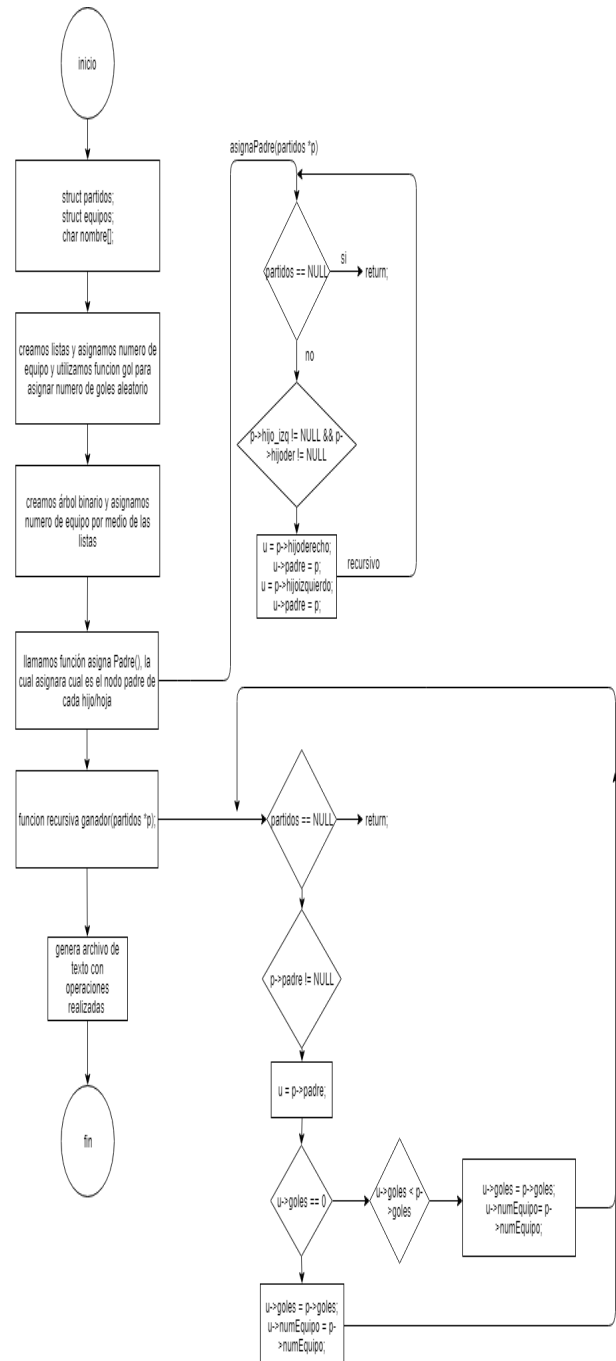 inicio
struct partidos;
struct equipos;
char nombre[];
creamos listas y asignamos numero de
equipo y utilizamos funcion gol para
asignar numero de goles aleatorio
creamos árbol binario y asignamos
numero de equipo por medio de las
listas
llamamos función asigna Padre(), la
cual asignara cual es el nodo padre de
cada hijo/hoja
funcion recursiva ganador(partidos *p);
genera archivo de
texto con
operaciones
realizadas
fin
asignaPadre(partidos *p)
partidos == NULL
si
return;
no
p->hijo_izq != NULL && p-
>hijoder != NULL
u = p->hijoderecho;
u->padre = p;
u = p->hijoizquierdo;
u->padre = p;
recursivo
partidos == NULL
return;
p->padre != NULL
u = p->padre;
u->goles == 0
u->goles < p-
>goles
u->goles = p->goles;
u->numEquipo= p-
>numEquipo;
u->goles = p->goles;
u->numEquipo = p-
>numEquipo;